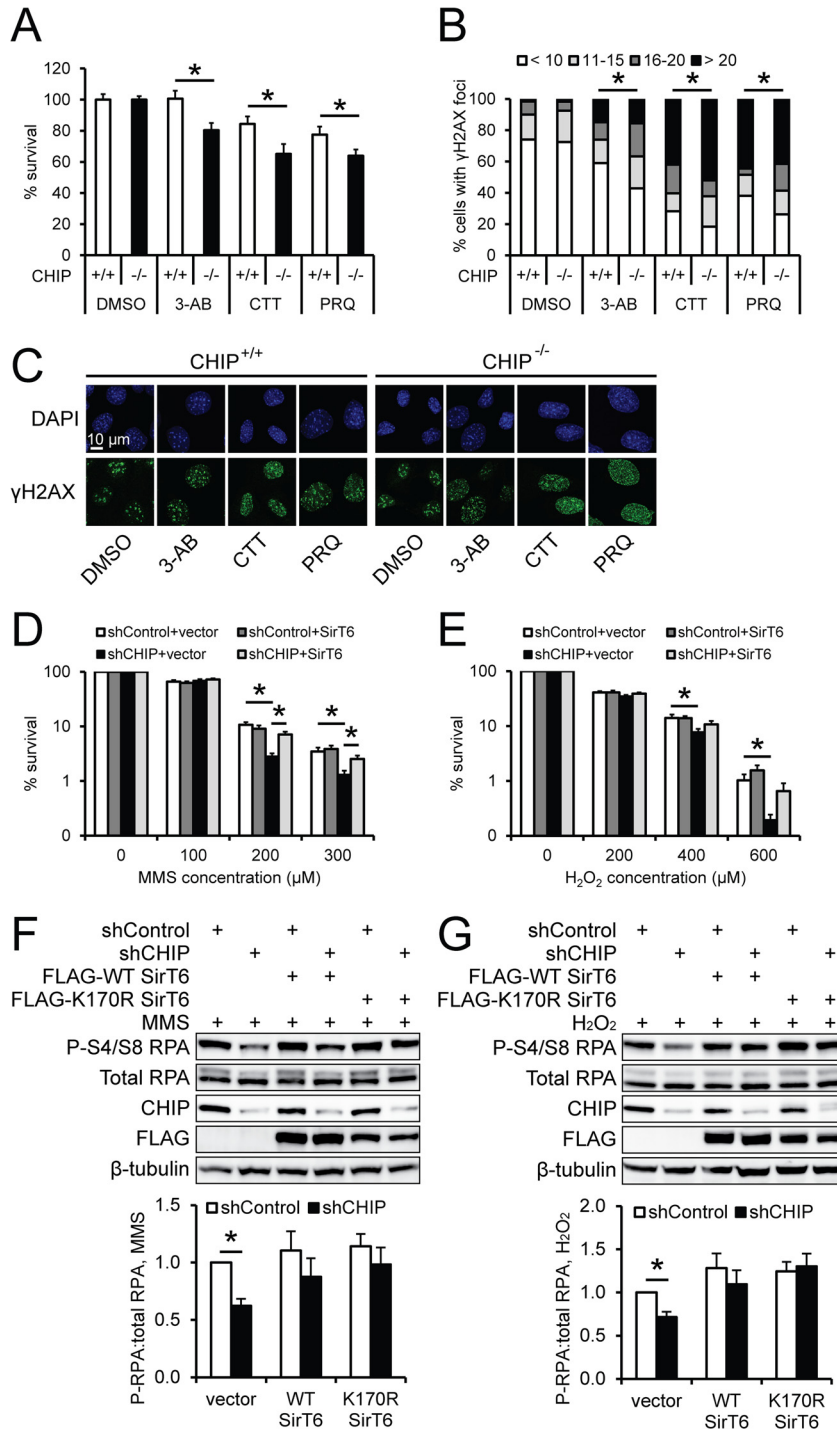 A
120
100
80
60
40
20
0
% survival
* * *
CHIP +/+ -/- +/+ -/- +/+ -/- +/+ -/-
DMSO 3-AB CTT PRQ
B
< 10 11-15 16-20 > 20
* * *
100
80
60
40
20
0
% cells with γH2AX foci
CHIP +/+ -/- +/+ -/- +/+ -/- +/+ -/-
DMSO 3-AB CTT PRQ
C
CHIP+/+ CHIP-/-
DAPI
10 µm
γH2AX
DMSO 3-AB CTT PRQ DMSO 3-AB CTT PRQ
D
shControl+vector shControl+SirT6
shCHIP+vector shCHIP+SirT6
100
10
1
0
% survival
* * * *
0 100 200 300
MMS concentration (µM)
E
shControl+vector shControl+SirT6
shCHIP+vector shCHIP+SirT6
100
10
1
0
% survival
* *
0 200 400 600
H₂O₂ concentration (µM)
F
shControl + + +
shCHIP + + +
FLAG-WT SirT6 + +
FLAG-K170R SirT6 + +
MMS + + + + + +
P-S4/S8 RPA
Total RPA
CHIP
FLAG
β-tubulin
shControl shCHIP
1.5
1.0
0.5
0.0
P-RPA:total RPA, MMS
*
vector WT SirT6 K170R SirT6
G
shControl + + +
shCHIP + + +
FLAG-WT SirT6 + +
FLAG-K170R SirT6 + +
H₂O₂ + + + + + +
P-S4/S8 RPA
Total RPA
CHIP
FLAG
β-tubulin
shControl shCHIP
2.0
1.5
1.0
0.5
0.0
P-RPA:total RPA, H₂O₂
*
vector WT SirT6 K170R SirT6